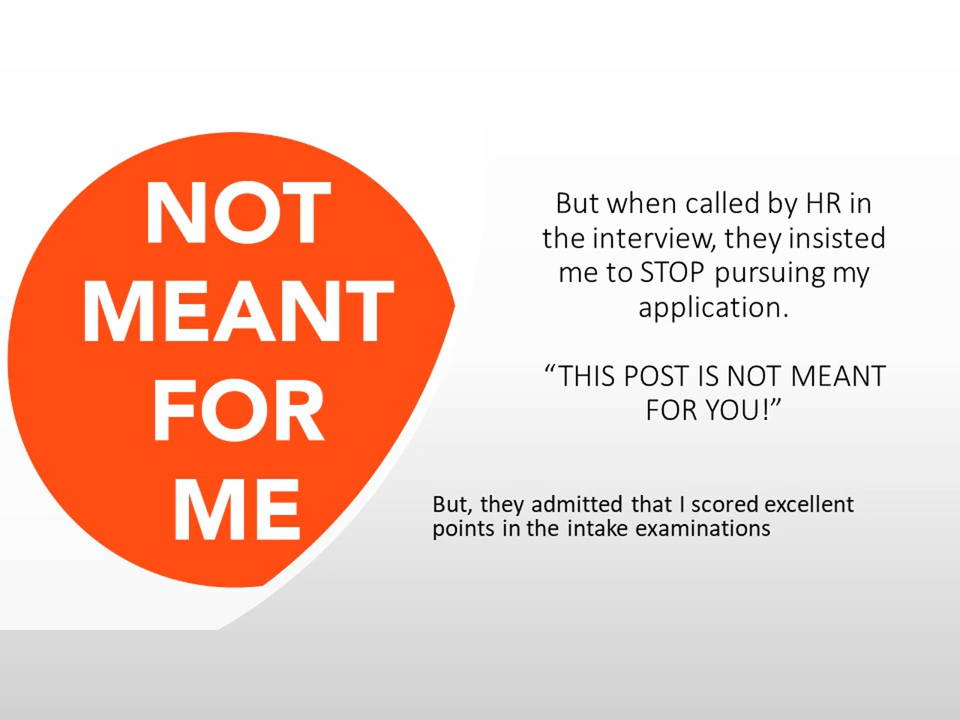 NOT
MEANT
FOR
ME
But when called by HR in
the interview, they insisted
me to STOP pursuing my
application.
“THIS POST IS NOT MEANT
FOR YOU!”
But, they admitted that I scored excellent
points in the intake examinations